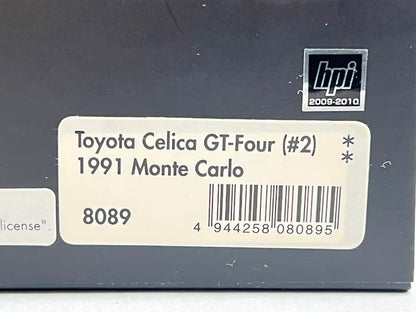 hpi
2009-2010
Toyota Celica GT-Four (#2) *
1991 Monte Carlo *
8089
4 944258 080895
license".